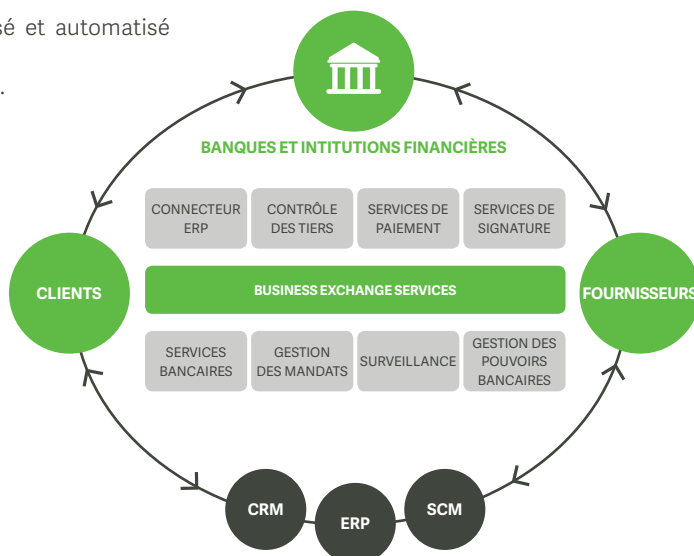 sé et automatisé
.
BANQUES ET INTITUTIONS FINANCIÈRES
CONNECTEUR
ERP
CONTRÔLE
DES TIERS
SERVICES DE
PAIEMENT
SERVICES DE
SIGNATURE
CLIENTS
BUSINESS EXCHANGE SERVICES
FOURNISSEURS
SERVICES
BANCAIRES
GESTION
DES MANDATS
SURVEILLANCE
GESTION DES
POUVOIRS
BANCAIRES
CRM
ERP
SCM